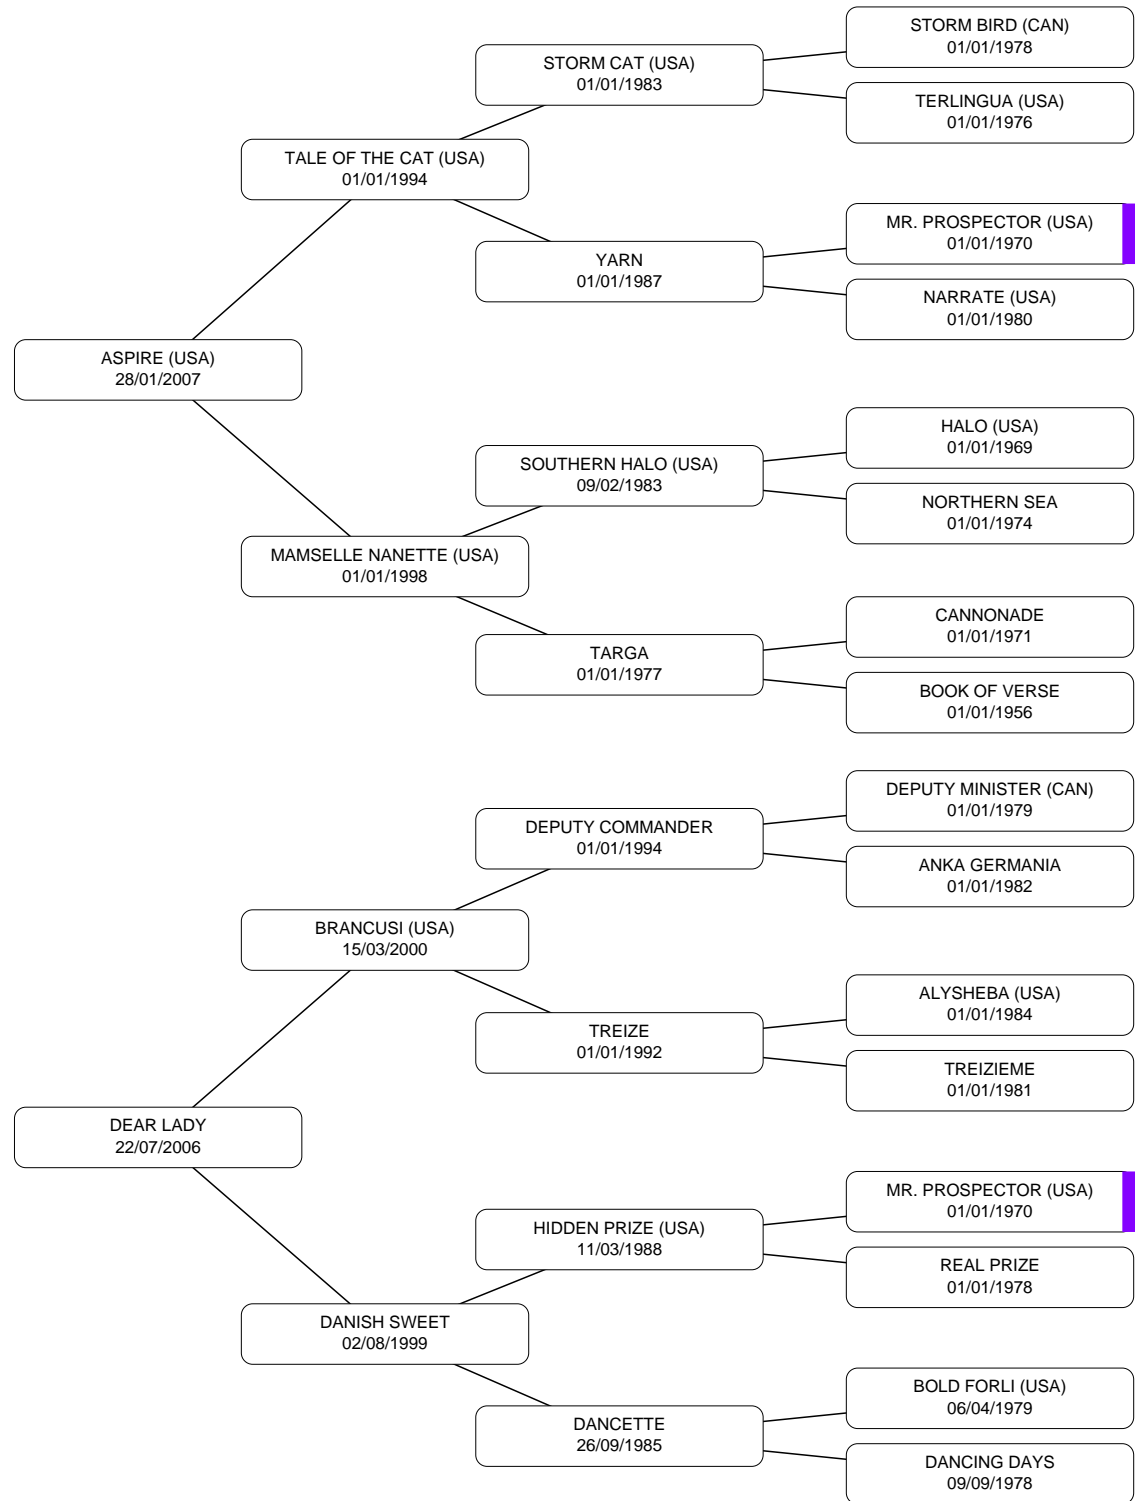 STORM BIRD (CAN)
01/01/1978
STORM CAT (USA)
01/01/1983
TERLINGUA (USA)
01/01/1976
TALE OF THE CAT (USA)
01/01/1994
MR. PROSPECTOR (USA)
01/01/1970
YARN
01/01/1987
NARRATE (USA)
01/01/1980
ASPIRE (USA)
28/01/2007
HALO (USA)
01/01/1969
SOUTHERN HALO (USA)
09/02/1983
NORTHERN SEA
01/01/1974
MAMSELLE NANETTE (USA)
01/01/1998
CANNONADE
01/01/1971
TARGA
01/01/1977
BOOK OF VERSE
01/01/1956
DEPUTY MINISTER (CAN)
01/01/1979
DEPUTY COMMANDER
01/01/1994
ANKA GERMANIA
01/01/1982
BRANCUSI (USA)
15/03/2000
ALYSHEBA (USA)
01/01/1984
TREIZE
01/01/1992
TREIZIEME
01/01/1981
DEAR LADY
22/07/2006
MR. PROSPECTOR (USA)
01/01/1970
HIDDEN PRIZE (USA)
11/03/1988
REAL PRIZE
01/01/1978
DANISH SWEET
02/08/1999
BOLD FORLI (USA)
06/04/1979
DANCETTE
26/09/1985
DANCING DAYS
09/09/1978